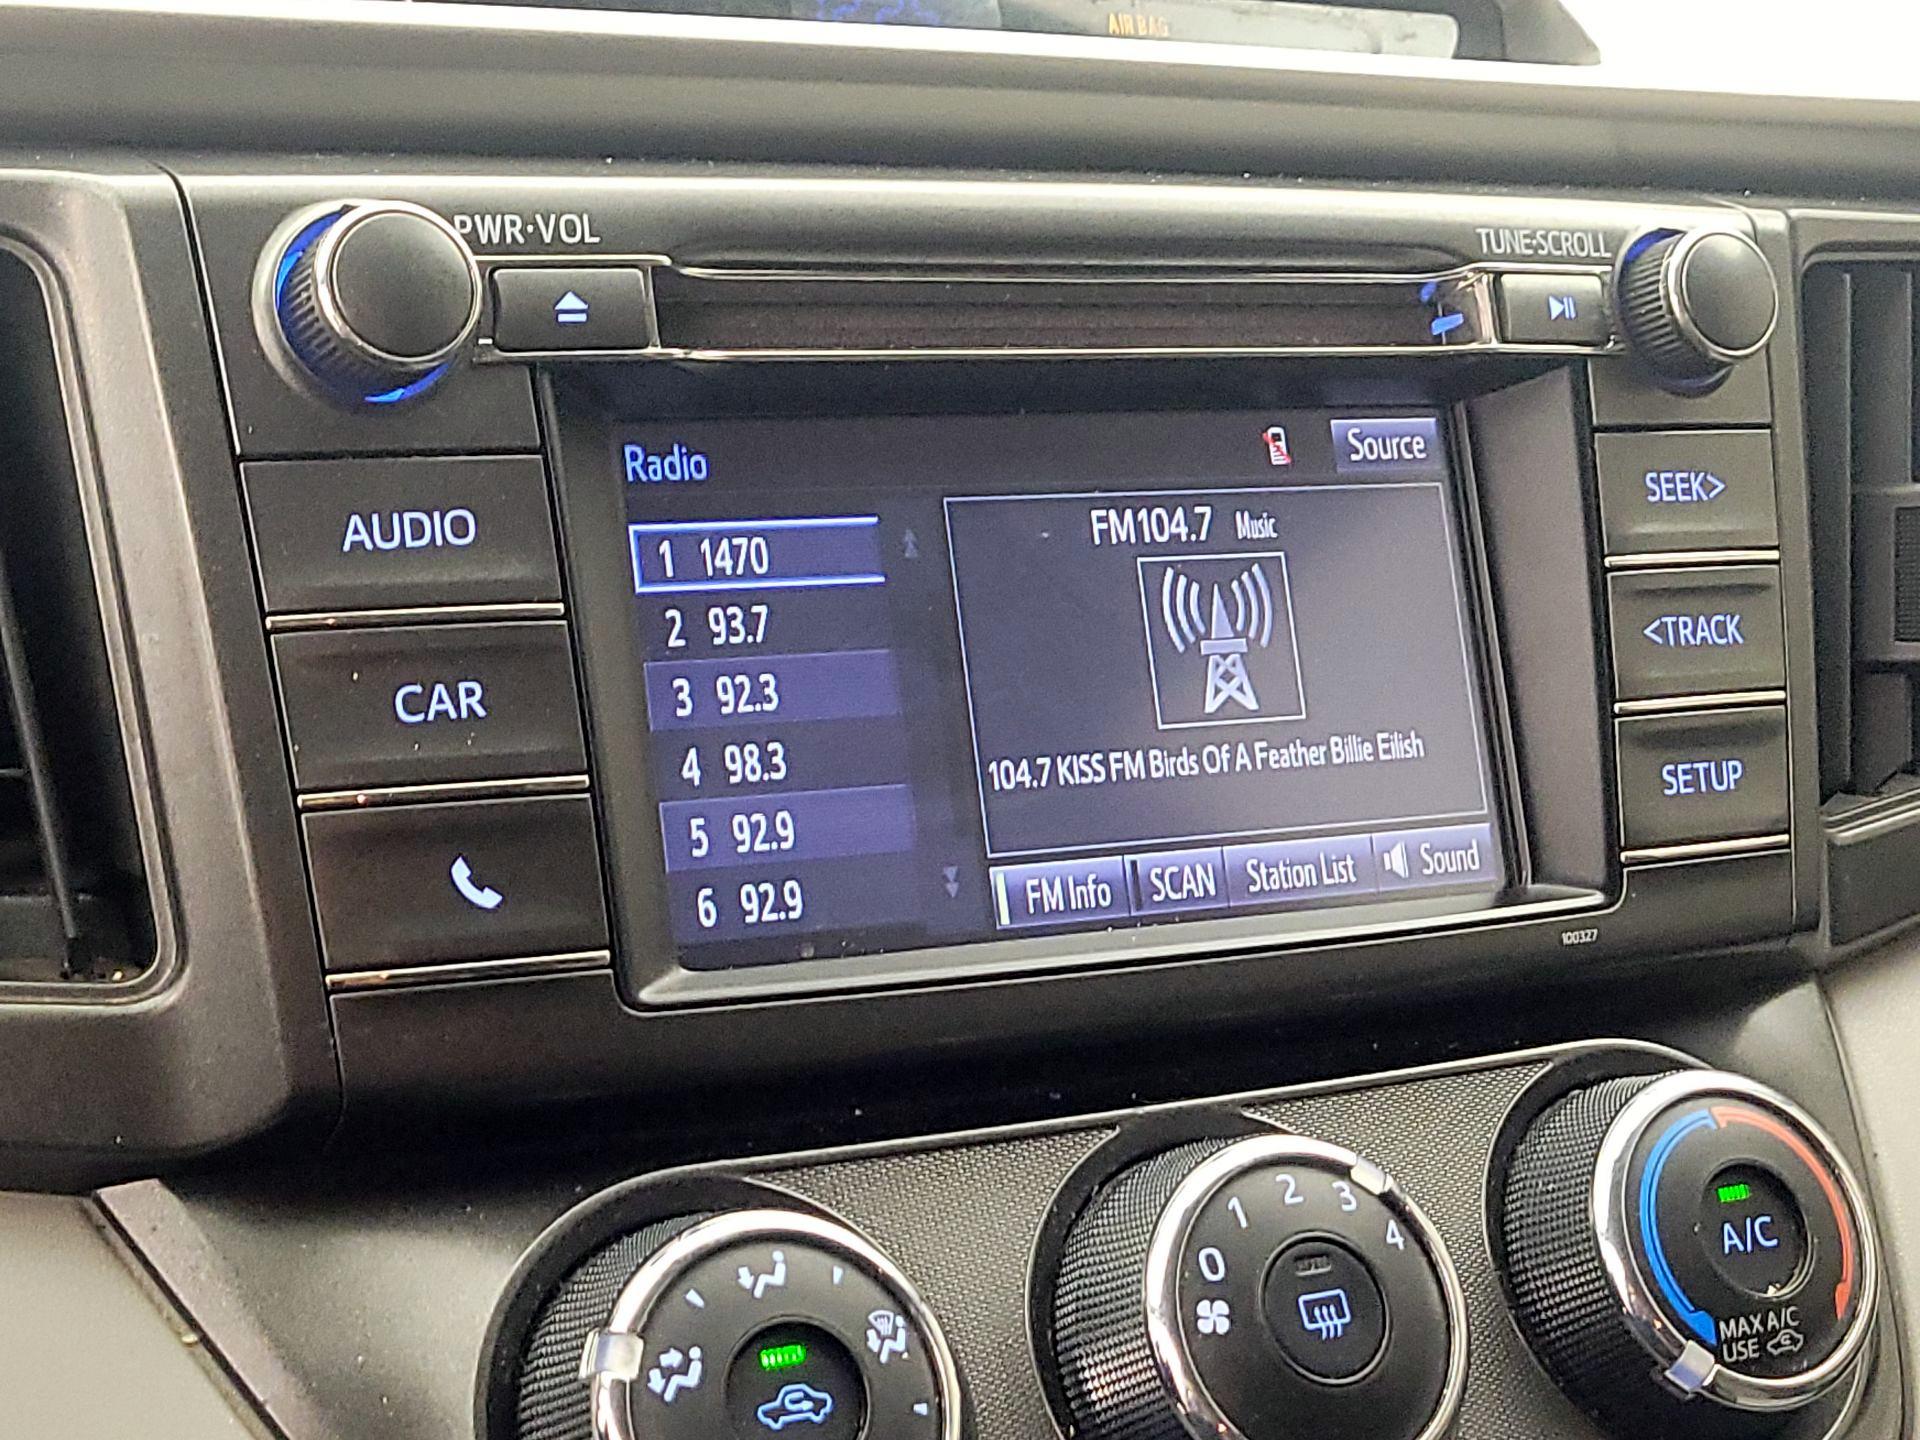 AIR BAG
PWR·VOL
TUNE·SCROLL
AUDIO
CAR
Radio
Source
1 1470
2 93.7
3 92.3
4 98.3
5 92.9
6 92.9
FM104.7 Music
104.7 KISS FM Birds Of A Feather Billie Eilish
FM Info
SCAN
Station List
Sound
SEEK>
<TRACK
SETUP
100327
0 1 2 3 4
A/C
MAX A/C
USE